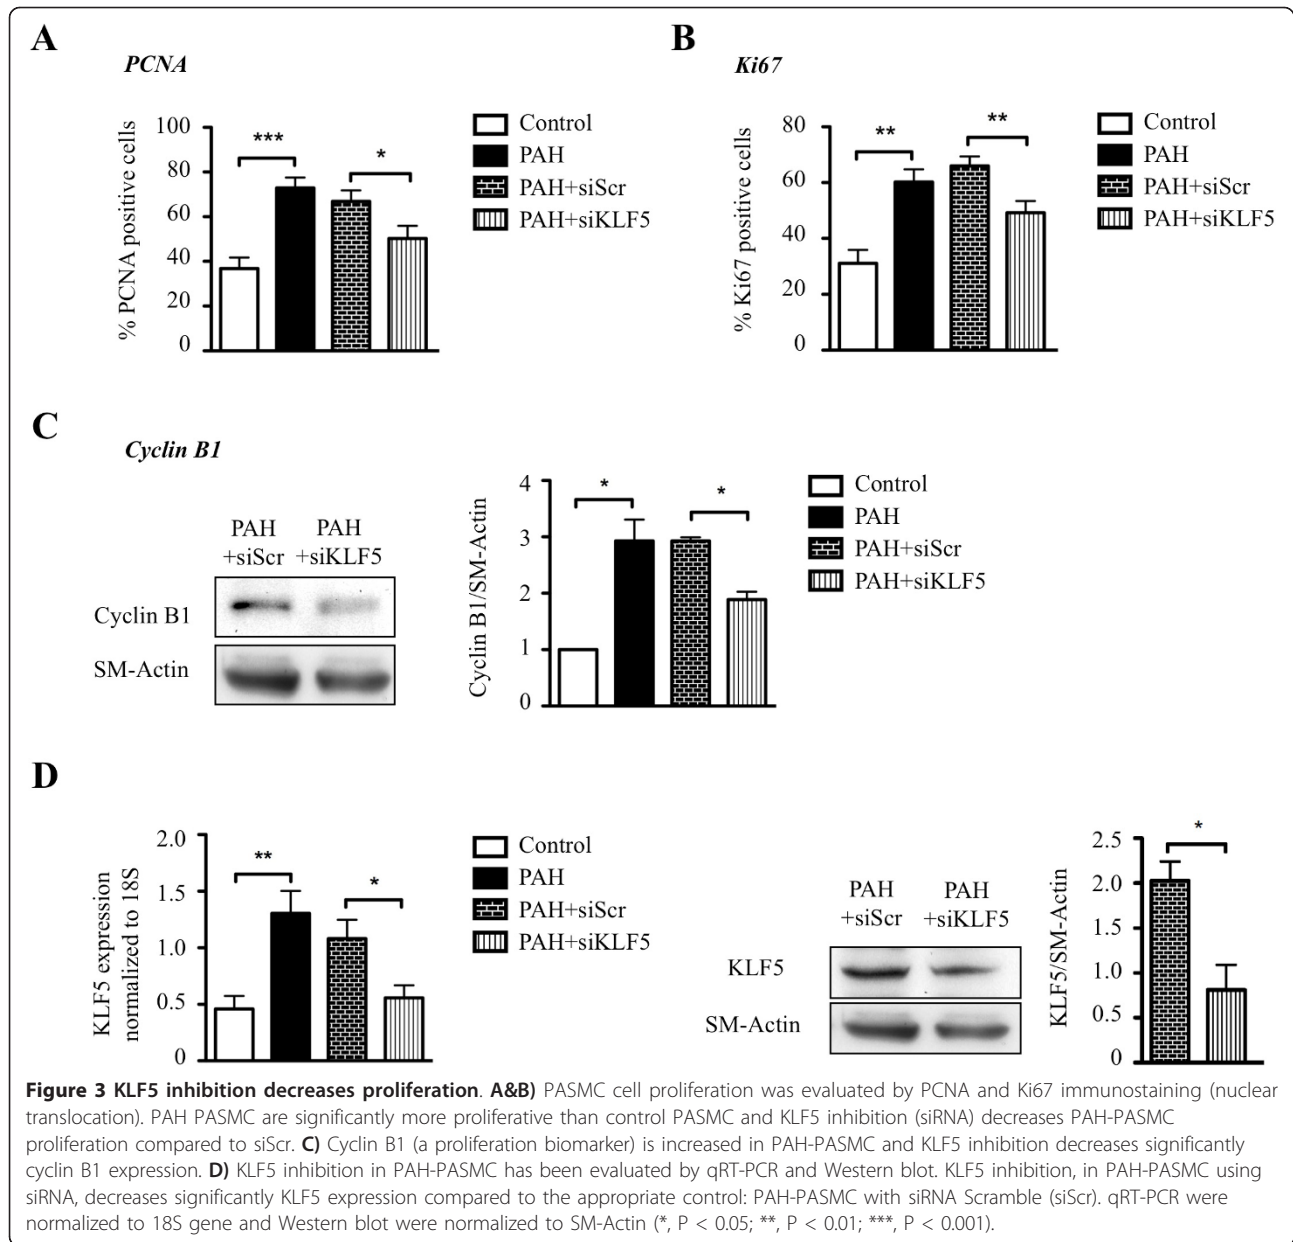 A
PCNA
% PCNA positive cells
100
80
60
40
20
0
***
*
Control
PAH
PAH+siScr
PAH+siKLF5
B
Ki67
% Ki67 positive cells
80
60
40
20
0
**
**
Control
PAH
PAH+siScr
PAH+siKLF5
C
Cyclin B1
PAH PAH
+siScr +siKLF5
Cyclin B1
SM-Actin
Cyclin B1/SM-Actin
4
3
2
1
0
*
*
Control
PAH
PAH+siScr
PAH+siKLF5
D
KLF5 expression
normalized to 18S
2.0
1.5
1.0
0.5
0
**
*
Control
PAH
PAH+siScr
PAH+siKLF5
PAH PAH
+siScr +siKLF5
KLF5
SM-Actin
KLF5/SM-Actin
2.5
2.0
1.5
1.0
0.5
0
*
Figure 3 KLF5 inhibition decreases proliferation. A&B) PASMC cell proliferation was evaluated by PCNA and Ki67 immunostaining (nuclear
translocation). PAH PASMC are significantly more proliferative than control PASMC and KLF5 inhibition (siRNA) decreases PAH-PASMC
proliferation compared to siScr. C) Cyclin B1 (a proliferation biomarker) is increased in PAH-PASMC and KLF5 inhibition decreases significantly
cyclin B1 expression. D) KLF5 inhibition in PAH-PASMC has been evaluated by qRT-PCR and Western blot. KLF5 inhibition, in PAH-PASMC using
siRNA, decreases significantly KLF5 expression compared to the appropriate control: PAH-PASMC with siRNA Scramble (siScr). qRT-PCR were
normalized to 18S gene and Western blot were normalized to SM-Actin (*, P < 0.05; **, P < 0.01; ***, P < 0.001).